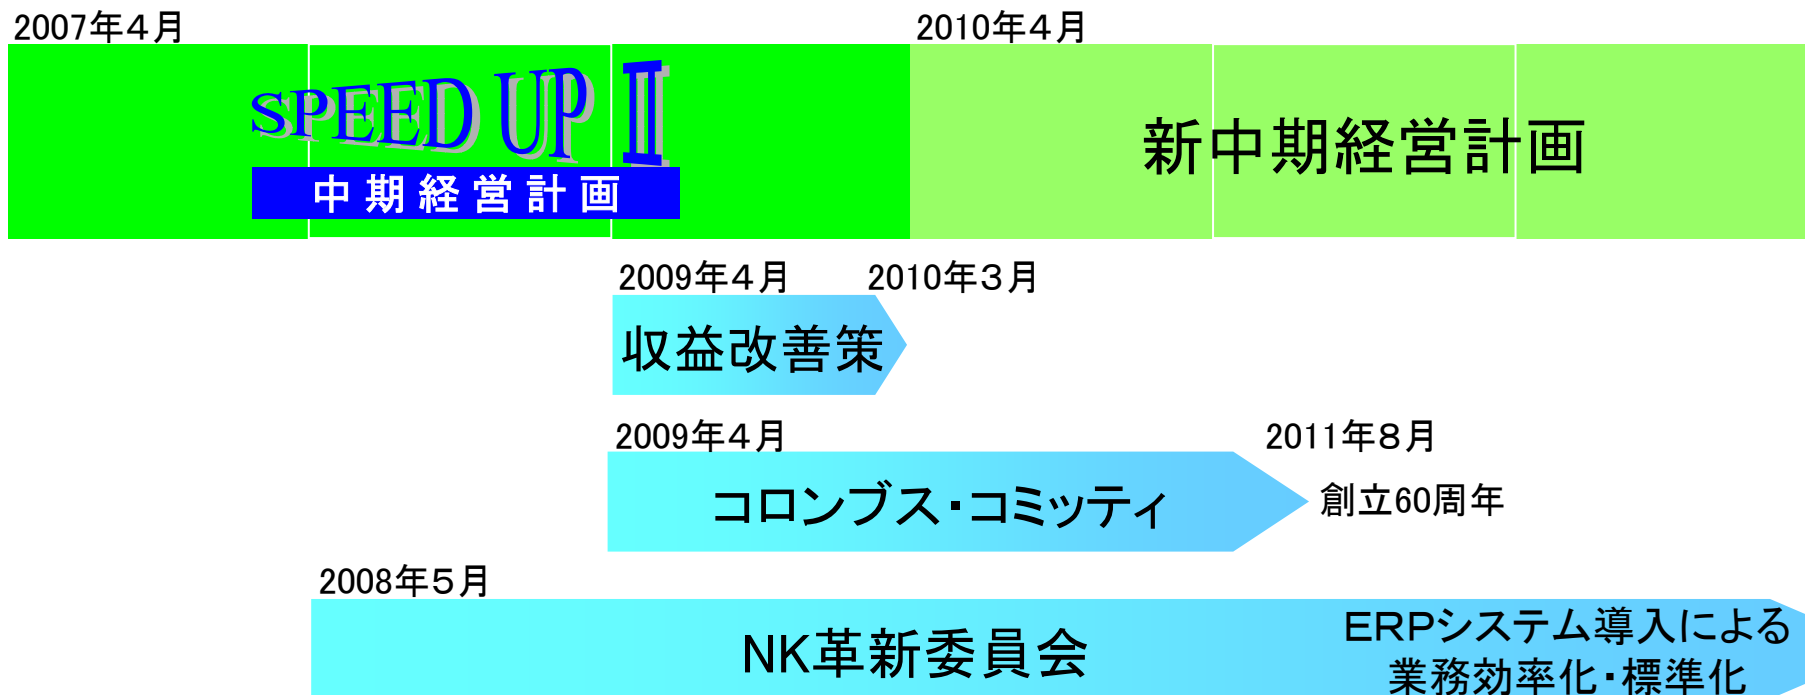 2007年4月
2010年4月
SPEED UP Ⅱ
中期経営計画
新中期経営計画
2009年4月
2010年3月
収益改善策
2009年4月
2011年8月
コロンブス・コミッティ
創立60周年
2008年5月
NK革新委員会
ERPシステム導入による
業務効率化・標準化